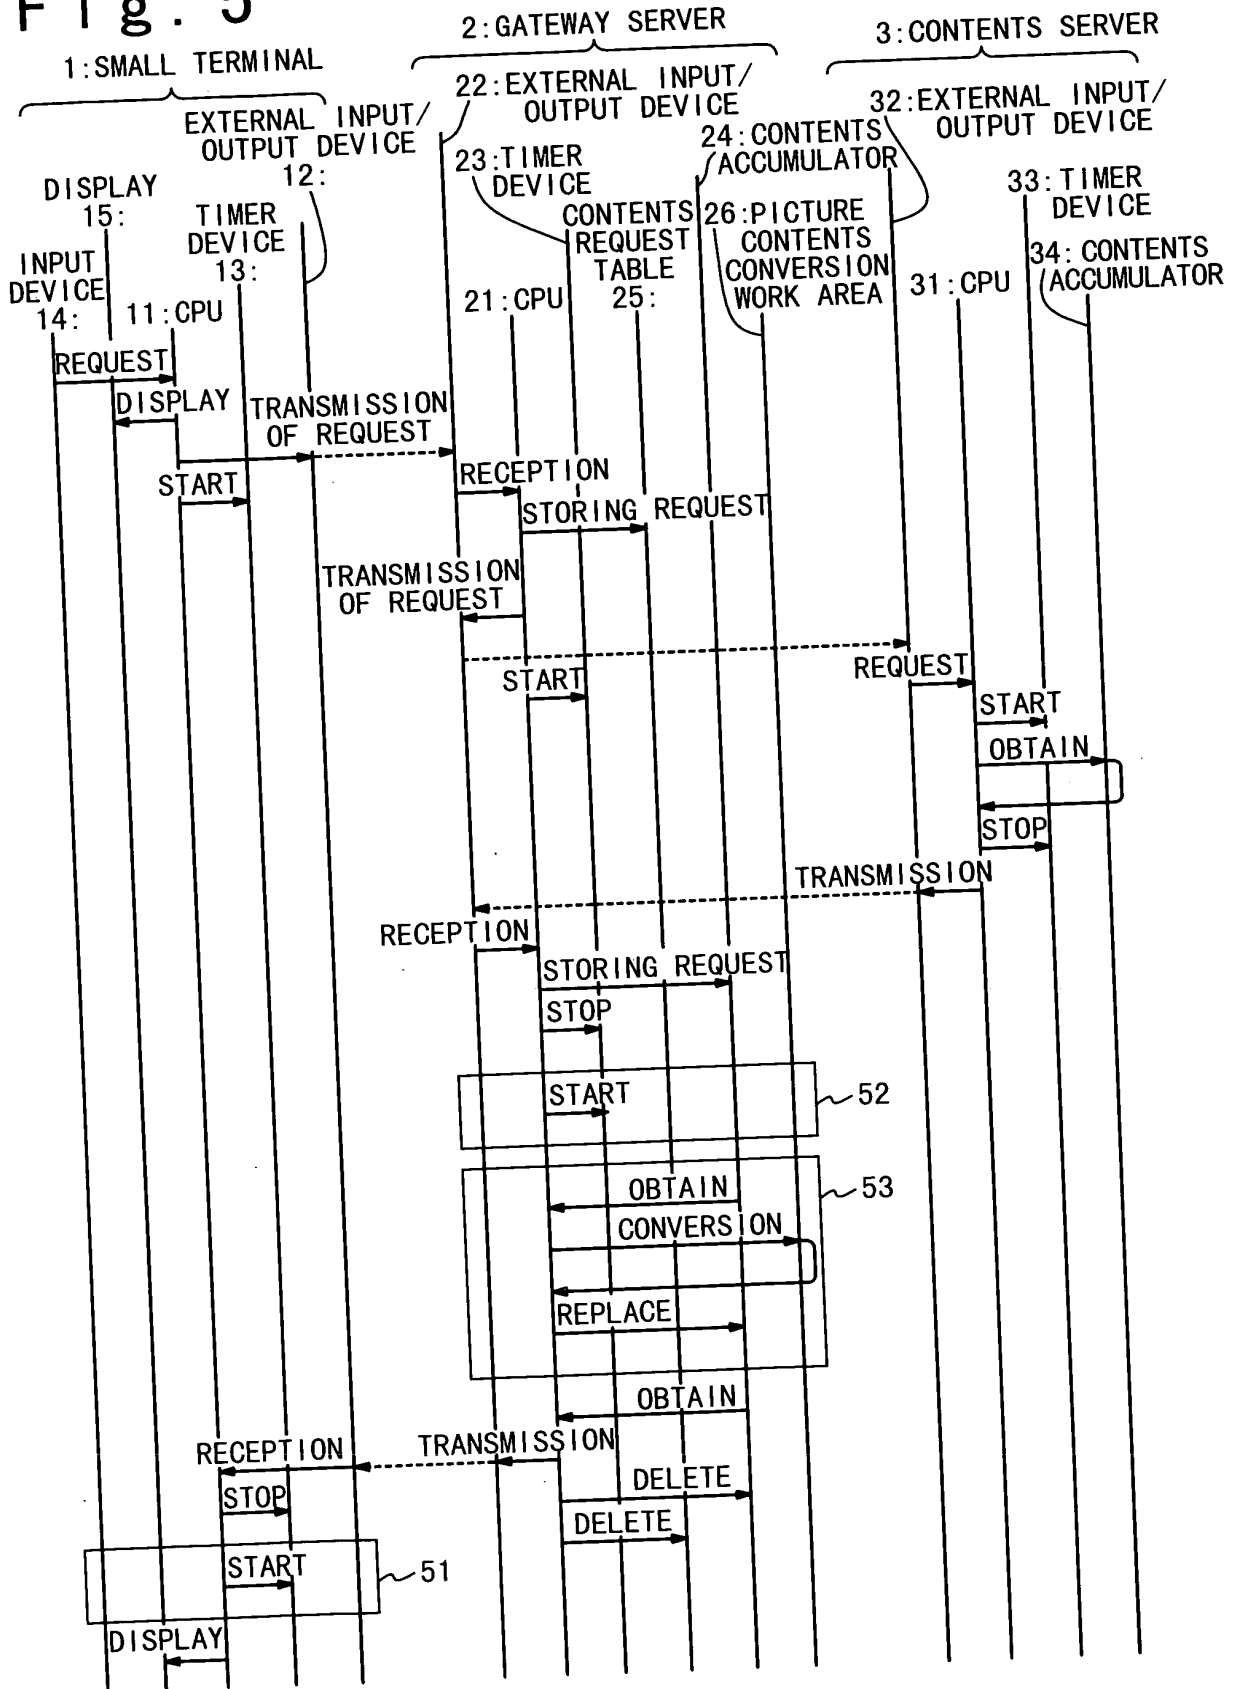 Fig. 5
2:GATEWAY SERVER
3:CONTENTS SERVER
1:SMALL TERMINAL
22:EXTERNAL INPUT/
OUTPUT DEVICE
32:EXTERNAL INPUT/
OUTPUT DEVICE
EXTERNAL INPUT/
OUTPUT DEVICE
12:
24:CONTENTS
ACCUMULATOR
23:TIMER
DEVICE
33:TIMER
DEVICE
DISPLAY
15:
TIMER
DEVICE
13:
CONTENTS
REQUEST
TABLE
25:
26:PICTURE
CONTENTS
CONVERSION
WORK AREA
34:CONTENTS
ACCUMULATOR
INPUT
DEVICE
14:
11:CPU
21:CPU
31:CPU
REQUEST
DISPLAY
TRANSMISSION
OF REQUEST
RECEPTION
START
STORING REQUEST
TRANSMISSION
OF REQUEST
REQUEST
START
START
OBTAIN
STOP
TRANSMISSION
RECEPTION
STORING REQUEST
STOP
START
52
OBTAIN
53
CONVERSION
REPLACE
OBTAIN
TRANSMISSION
RECEPTION
DELETE
STOP
DELETE
START
51
DISPLAY